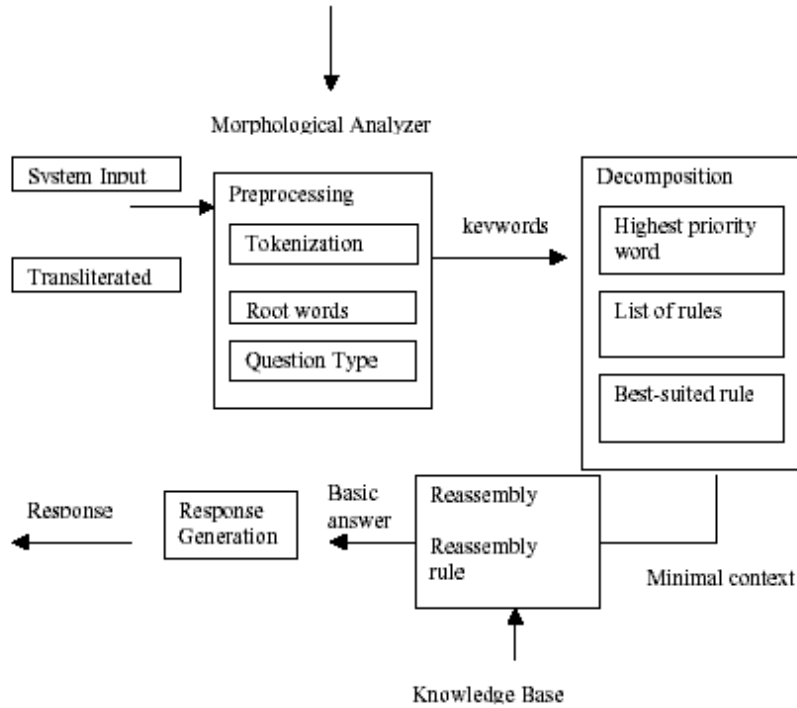 Morphological Analyzer
System Input
Transliterated
Preprocessing
Tokenization
Root words
Question Type
keywords
Decomposition
Highest priority
word
List of rules
Best-suited rule
Minimal context
Reassembly
Reassembly
rule
Knowledge Base
Basic
answer
Response
Generation
Response